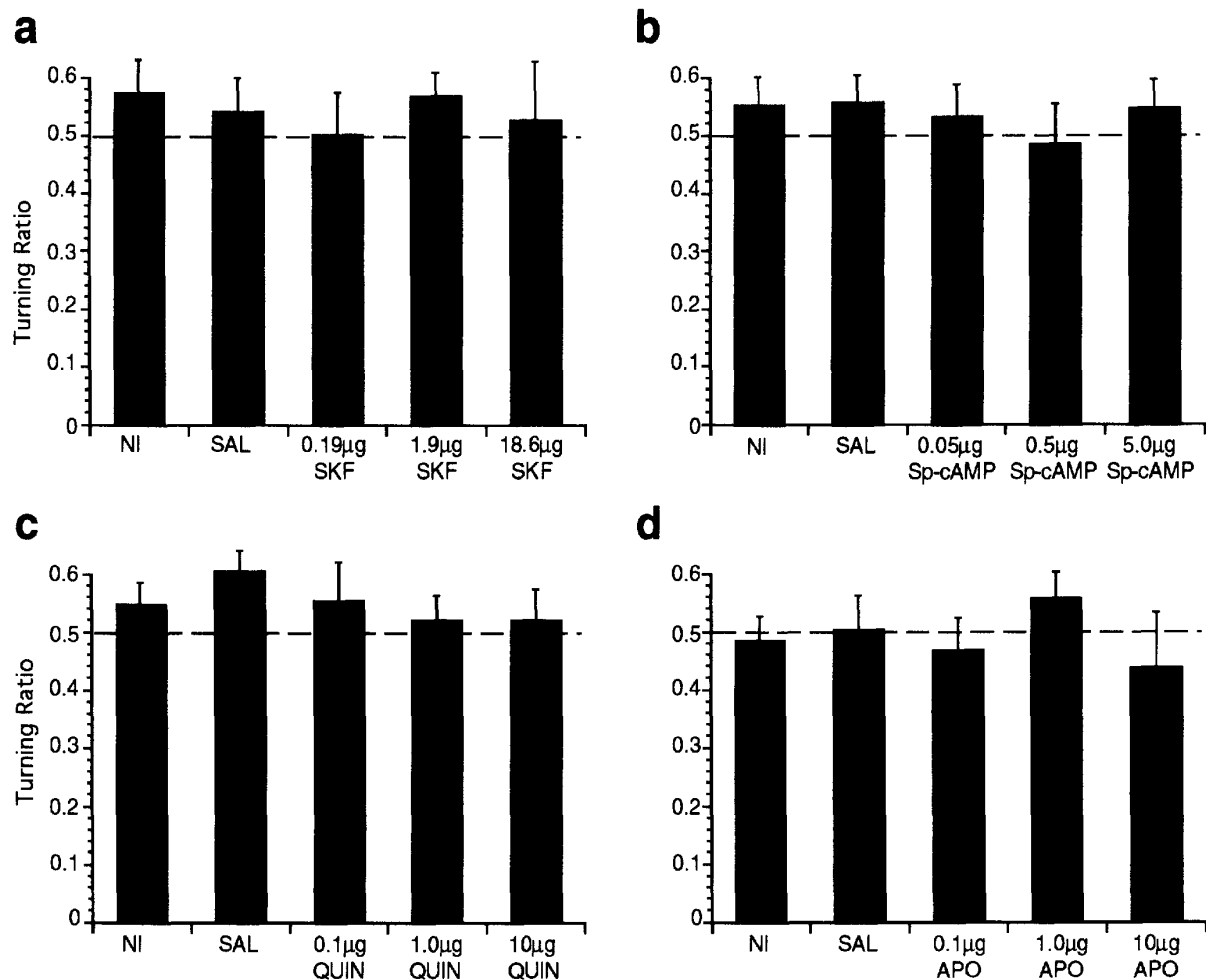 a
0.6
0.5
0.4
0.3
0.2
0.1
0
Turning Ratio
NI SAL 0.19µg 1.9µg 18.6µg
SKF SKF SKF
b
0.6
0.5
0.4
0.3
0.2
0.1
0
NI SAL 0.05µg 0.5µg 5.0µg
Sp-cAMP Sp-cAMP Sp-cAMP
c
0.6
0.5
0.4
0.3
0.2
0.1
0
Turning Ratio
NI SAL 0.1µg 1.0µg 10µg
QUIN QUIN QUIN
d
0.6
0.5
0.4
0.3
0.2
0.1
0
NI SAL 0.1µg 1.0µg 10µg
APO APO APO